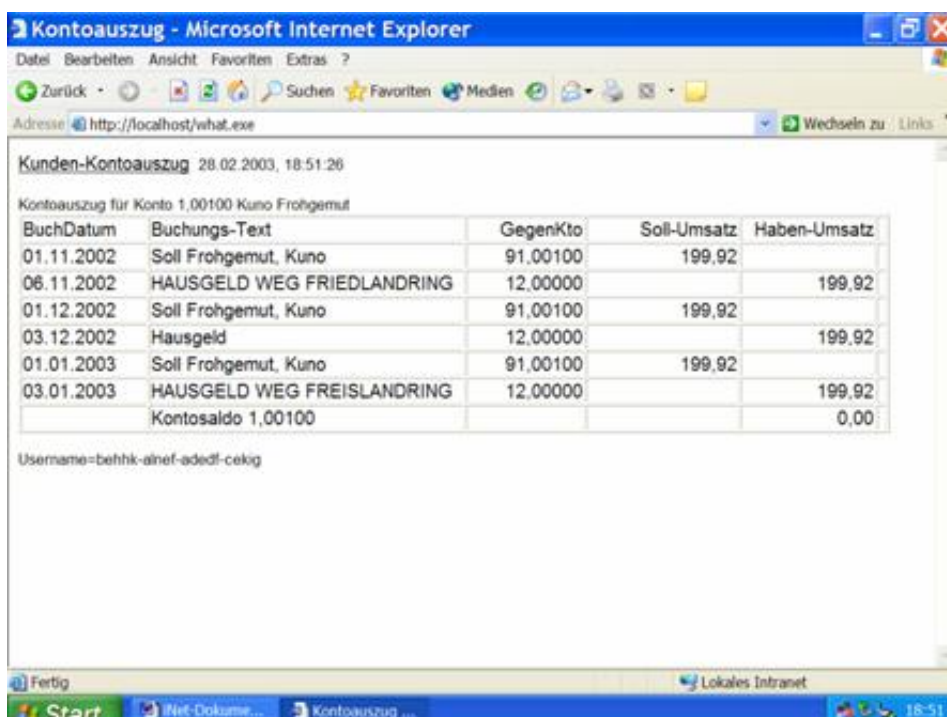 Kontoauszug - Microsoft Internet Explorer
Datei Bearbeiten Ansicht Favoriten Extras ?
Zurück Suchen Favoriten Medien
Adresse http://localhost/what.exe Wechseln zu Links
Kunden-Kontoauszug 28.02.2003, 18:51:26
Kontoauszug für Konto 1,00100 Kuno Frohgemut
BuchDatum Buchungs-Text GegenKto Soll-Umsatz Haben-Umsatz
01.11.2002 Soll Frohgemut, Kuno 91,00100 199,92
06.11.2002 HAUSGELD WEG FRIEDLANDRING 12,00000 199,92
01.12.2002 Soll Frohgemut, Kuno 91,00100 199,92
03.12.2002 Hausgeld 12,00000 199,92
01.01.2003 Soll Frohgemut, Kuno 91,00100 199,92
03.01.2003 HAUSGELD WEG FREISLANDRING 12,00000 199,92
Kontosaldo 1,00100 0,00
Username=behhk-alnef-adedf-cekig
Fertig Lokales Intranet
Start iNet-Dokume... Kontoauszug ... 18:51